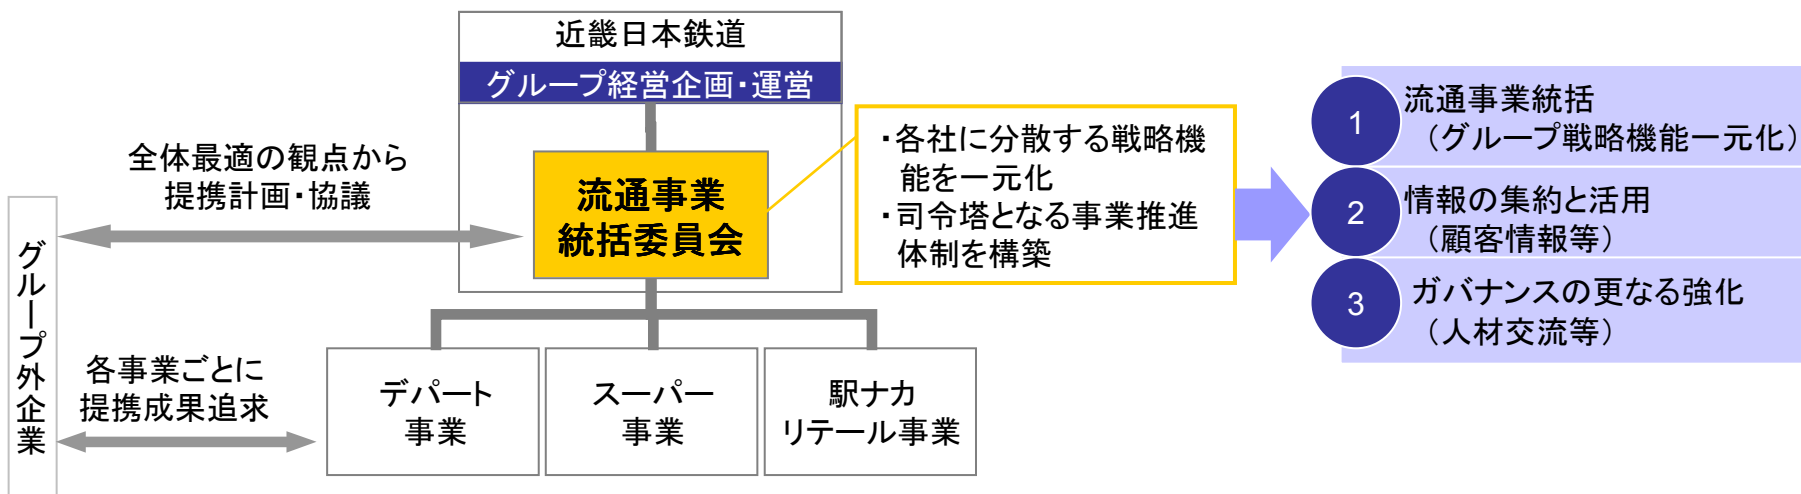 近畿日本鉄道
グループ経営企画・運営
全体最適の観点から
提携計画・協議
流通事業
統括委員会
・各社に分散する戦略機
能を一元化
・司令塔となる事業推進
体制を構築
1
流通事業統括
（グループ戦略機能一元化）
2
情報の集約と活用
（顧客情報等）
3
ガバナンスの更なる強化
（人材交流等）
グループ外企業
各事業ごとに
提携成果追求
デパート
事業
スーパー
事業
駅ナカ
リテール事業